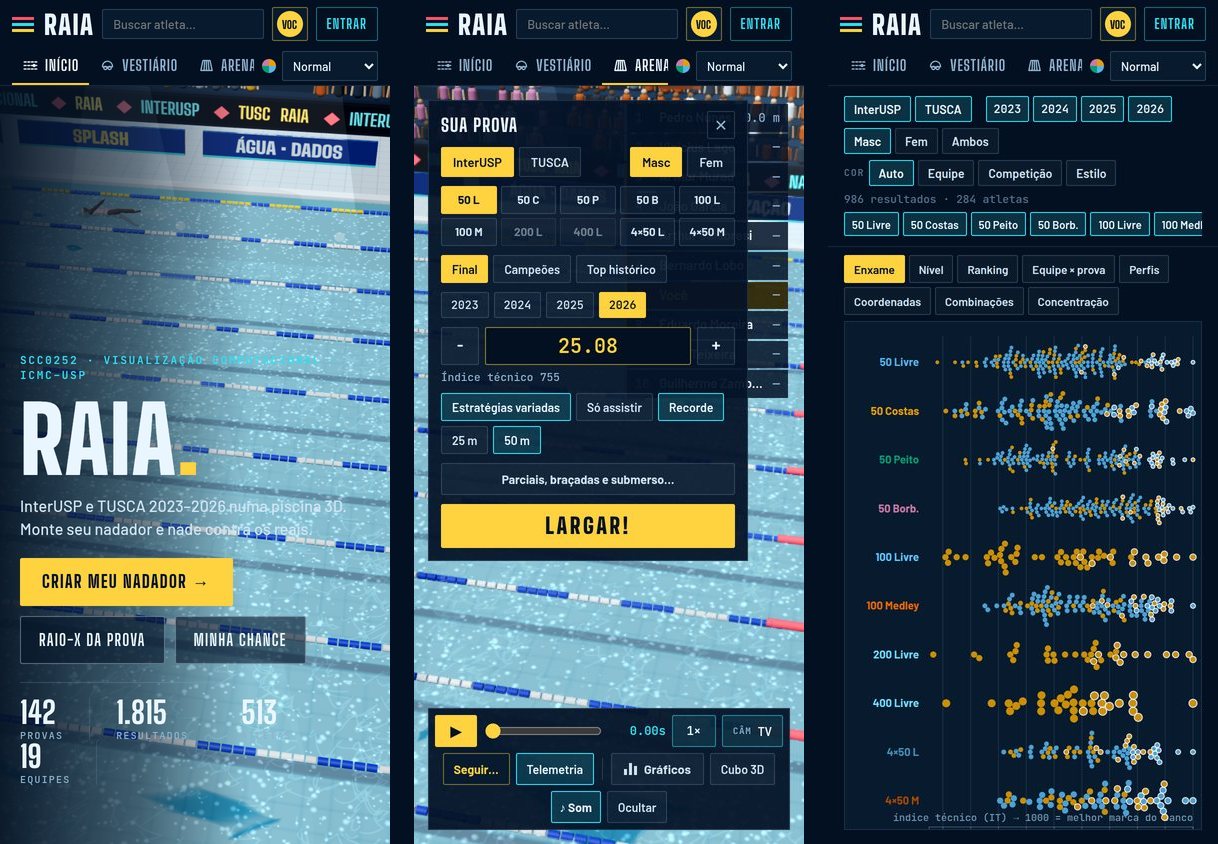 RAIA
Buscar atleta...
VOC
ENTRAR
INÍCIO
VESTIÁRIO
ARENA
Normal
RAIA
INTERUSP
TUSC
RAIA
SPLASH
ÁGUA · DADOS
SCC0252 · VISUALIZAÇÃO
ICMC-USP
RAIA.
InterUSP e TUSCA 2023–2026 numa piscina 3D.
Monte seu nadador e nade contra os reais.
CRIAR MEU NADADOR →
RAIO-X DA PROVA
MINHA CHANCE
142
1.815
513
PROVAS
RESULTADOS
19
EQUIPES
RAIA
Buscar atleta...
VOC
ENTRAR
INÍCIO
VESTIÁRIO
ARENA
Normal
SUA PROVA
×
InterUSP
TUSCA
Masc
Fem
50 L
50 C
50 P
50 B
100 L
100 M
200 L
400 L
4×50 L
4×50 M
Final
Campeões
Top histórico
Bernardo Lobo
2023
2024
2025
2026
Você
-
25.08
+
Índice técnico 755
Guilherme Zamp...
Estratégias variadas
Só assistir
Recorde
25 m
50 m
Parciais, braçadas e submerso...
LARGAR!
0.00s
1×
CÂM TV
Seguir...
Telemetria
Gráficos
Cubo 3D
♪ Som
Ocultar
RAIA
Buscar atleta...
VOC
ENTRAR
INÍCIO
VESTIÁRIO
ARENA
Normal
InterUSP
TUSCA
2023
2024
2025
2026
Masc
Fem
Ambos
COR
Auto
Equipe
Competição
Estilo
986 resultados · 284 atletas
50 Livre
50 Costas
50 Peito
50 Borb.
100 Livre
100 Medl
Enxame
Nível
Ranking
Equipe × prova
Perfis
Coordenadas
Combinações
Concentração
50 Livre
50 Costas
50 Peito
50 Borb.
100 Livre
100 Medley
200 Livre
400 Livre
4×50 L
4×50 M
índice técnico (IT) → 1000 = melhor marca do banco